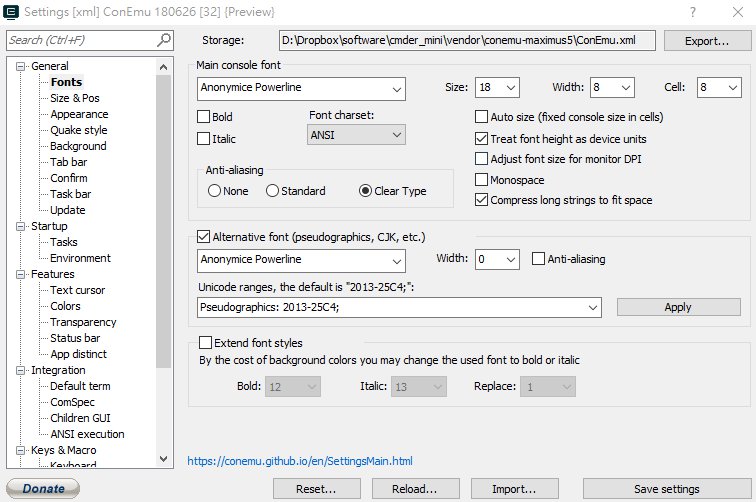 Settings [xml] ConEmu 180626 [32] {Preview}
Search (Ctrl+F)
Storage: D:\Dropbox\software\cmder_mini\vendor\conemu-maximus5\ConEmu.xml Export...
General
Fonts
Size & Pos
Appearance
Quake style
Background
Tab bar
Confirm
Task bar
Update
Startup
Tasks
Environment
Features
Text cursor
Colors
Transparency
Status bar
App distinct
Integration
Default term
ComSpec
Children GUI
ANSI execution
Keys & Macro
Keyboard
Main console font
Anonymice Powerline Size: 18 Width: 8 Cell: 8
Bold Font charset: Auto size (fixed console size in cells)
Italic ANSI Treat font height as device units
Adjust font size for monitor DPI
Anti-aliasing Monospace
None Standard Clear Type Compress long strings to fit space
Alternative font (pseudographics, CJK, etc.)
Anonymice Powerline Width: 0 Anti-aliasing
Unicode ranges, the default is "2013-25C4;":
Pseudographics: 2013-25C4; Apply
Extend font styles
By the cost of background colors you may change the used font to bold or italic
Bold: 12 Italic: 13 Replace: 1
https://conemu.github.io/en/SettingsMain.html
Donate Reset... Reload... Import... Save settings